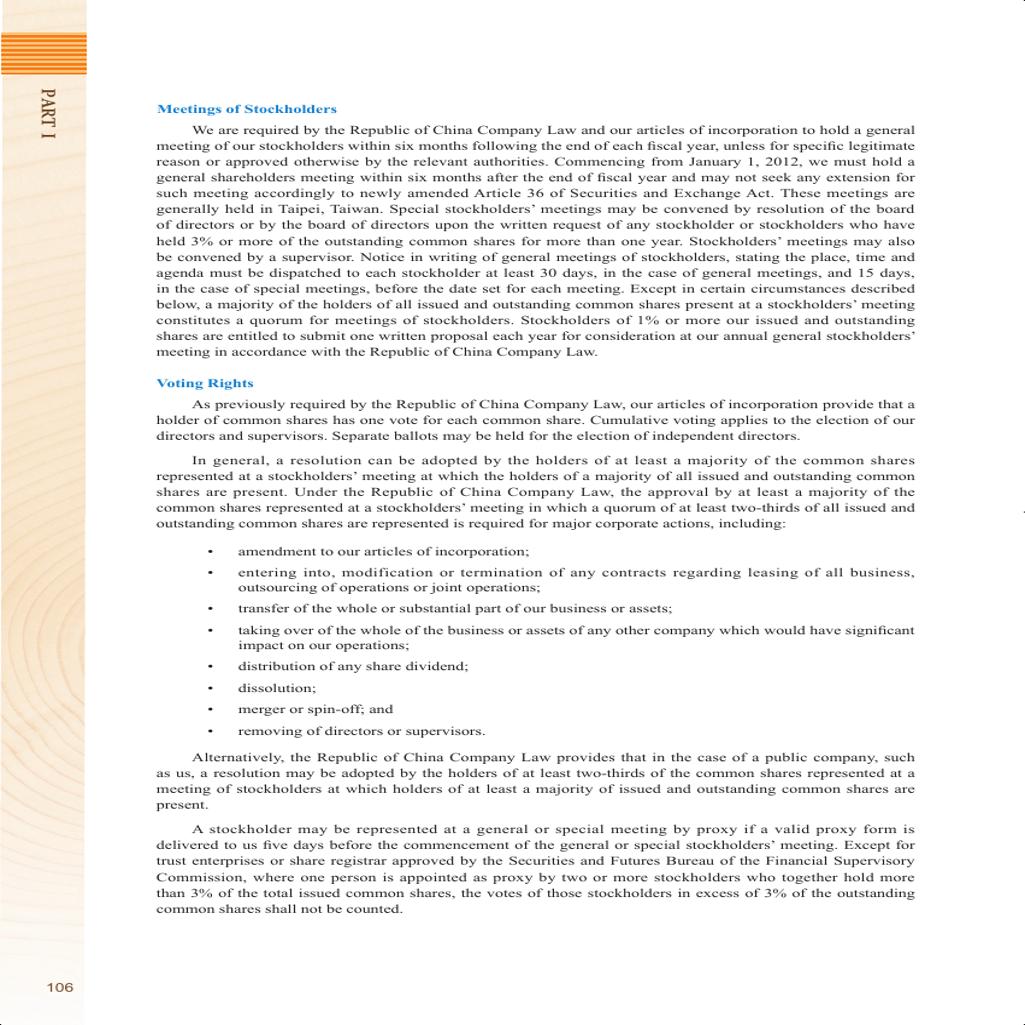 PART I
Meetings of Stockholders
We are required by the Republic of China Company Law and our articles of incorporation to hold a general
meeting of our stockholders within six months following the end of each fiscal year, unless for specific legitimate
reason or approved otherwise by the relevant authorities. Commencing from January 1, 2012, we must hold a
general shareholders meeting within six months after the end of fiscal year and may not seek any extension for
such meeting accordingly to newly amended Article 36 of Securities and Exchange Act. These meetings are
generally held in Taipei, Taiwan. Special stockholders’ meetings may be convened by resolution of the board
of directors or by the board of directors upon the written request of any stockholder or stockholders who have
held 3% or more of the outstanding common shares for more than one year. Stockholders’ meetings may also
be convened by a supervisor. Notice in writing of general meetings of stockholders, stating the place, time and
agenda must be dispatched to each stockholder at least 30 days, in the case of general meetings, and 15 days,
in the case of special meetings, before the date set for each meeting. Except in certain circumstances described
below, a majority of the holders of all issued and outstanding common shares present at a stockholders’ meeting
constitutes a quorum for meetings of stockholders. Stockholders of 1% or more our issued and outstanding
shares are entitled to submit one written proposal each year for consideration at our annual general stockholders’
meeting in accordance with the Republic of China Company Law.
Voting Rights
As previously required by the Republic of China Company Law, our articles of incorporation provide that a
holder of common shares has one vote for each common share. Cumulative voting applies to the election of our
directors and supervisors. Separate ballots may be held for the election of independent directors.
In general, a resolution can be adopted by the holders of at least a majority of the common shares
represented at a stockholders’ meeting at which the holders of a majority of all issued and outstanding common
shares are present. Under the Republic of China Company Law, the approval by at least a majority of the
common shares represented at a stockholders’ meeting in which a quorum of at least two-thirds of all issued and
outstanding common shares are represented is required for major corporate actions, including:
• amendment to our articles of incorporation;
• entering into, modification or termination of any contracts regarding leasing of all business,
outsourcing of operations or joint operations;
• transfer of the whole or substantial part of our business or assets;
• taking over of the whole of the business or assets of any other company which would have significant
impact on our operations;
• distribution of any share dividend;
• dissolution;
• merger or spin-off; and
• removing of directors or supervisors.
Alternatively, the Republic of China Company Law provides that in the case of a public company, such
as us, a resolution may be adopted by the holders of at least two-thirds of the common shares represented at a
meeting of stockholders at which holders of at least a majority of issued and outstanding common shares are
present.
A stockholder may be represented at a general or special meeting by proxy if a valid proxy form is
delivered to us five days before the commencement of the general or special stockholders’ meeting. Except for
trust enterprises or share registrar approved by the Securities and Futures Bureau of the Financial Supervisory
Commission, where one person is appointed as proxy by two or more stockholders who together hold more
than 3% of the total issued common shares, the votes of those stockholders in excess of 3% of the outstanding
common shares shall not be counted.
106